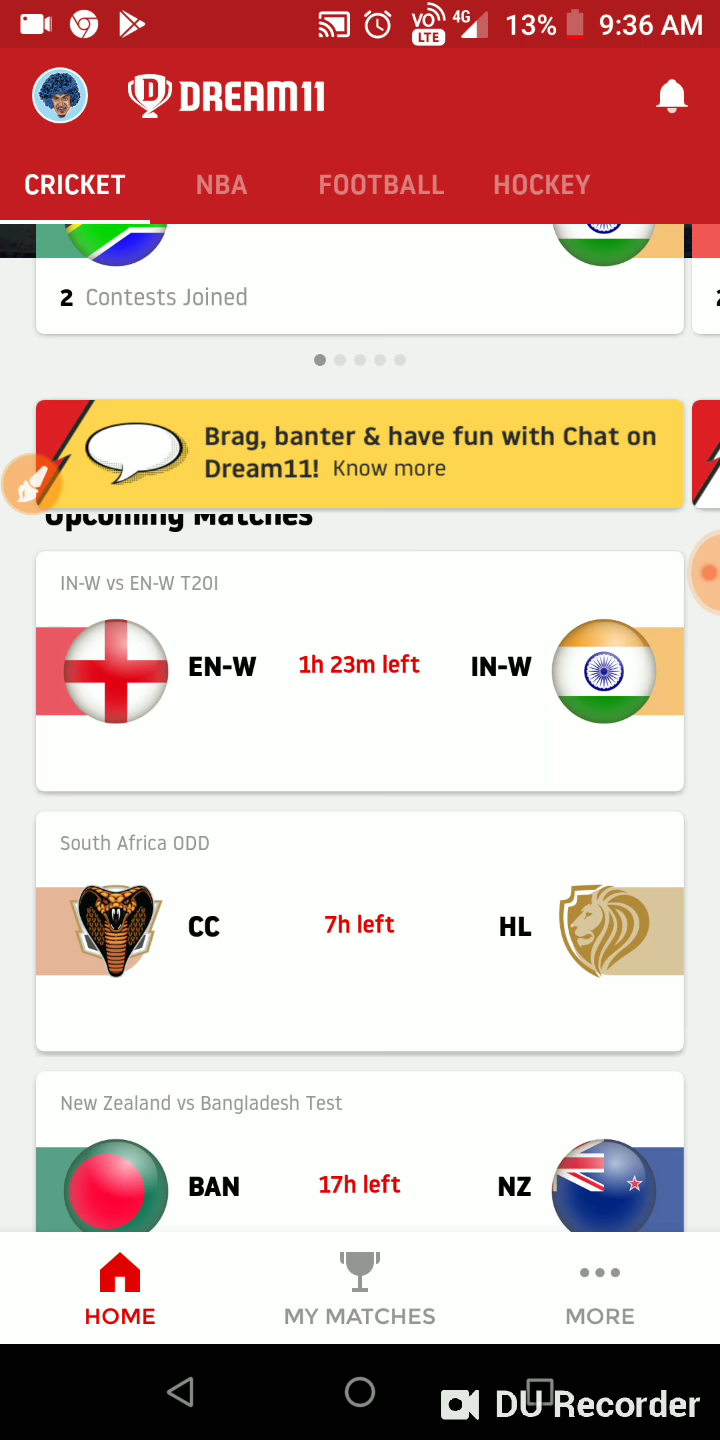 VO LTE 4G 13% 9:36 AM
DREAM11
CRICKET NBA FOOTBALL HOCKEY
2 Contests Joined
Brag, banter & have fun with Chat on
Dream11! Know more
Upcoming Matches
IN-W vs EN-W T20I
EN-W 1h 23m left IN-W
South Africa ODD
CC 7h left HL
New Zealand vs Bangladesh Test
BAN 17h left NZ
HOME MY MATCHES MORE
DU Recorder